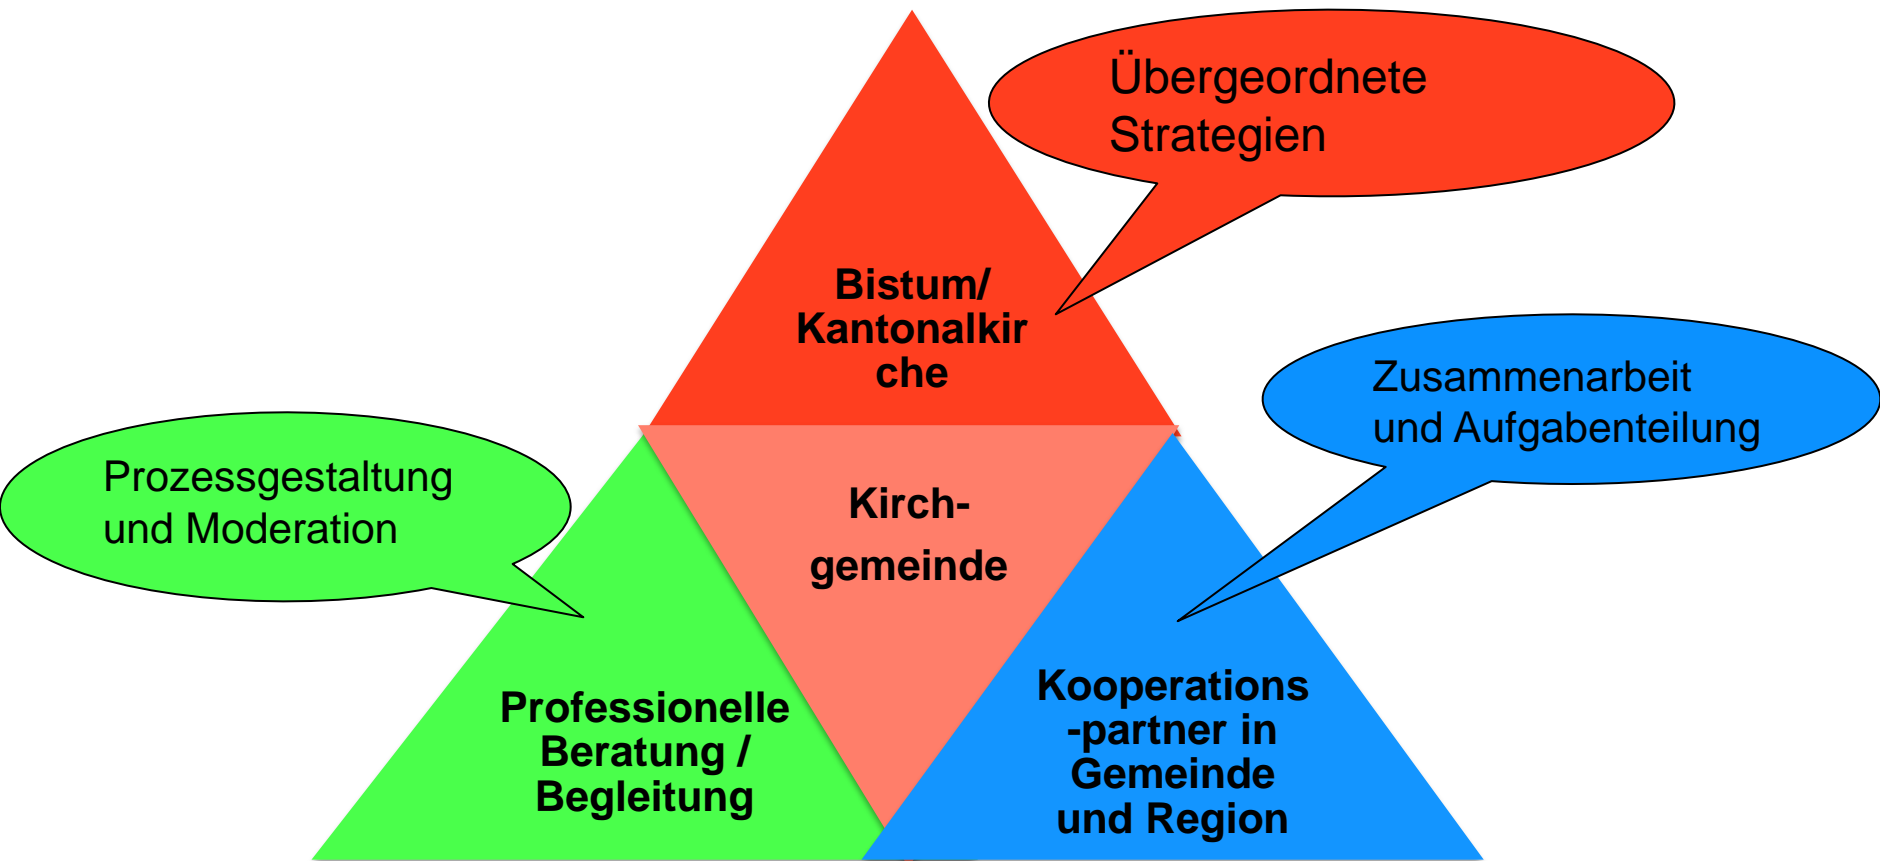 Übergeordnete
Strategien
Bistum/
Kantonalkir
che
Zusammenarbeit
und Aufgabenteilung
Prozessgestaltung
und Moderation
Kirch-
gemeinde
Professionelle
Beratung /
Begleitung
Kooperations
-partner in
Gemeinde
und Region